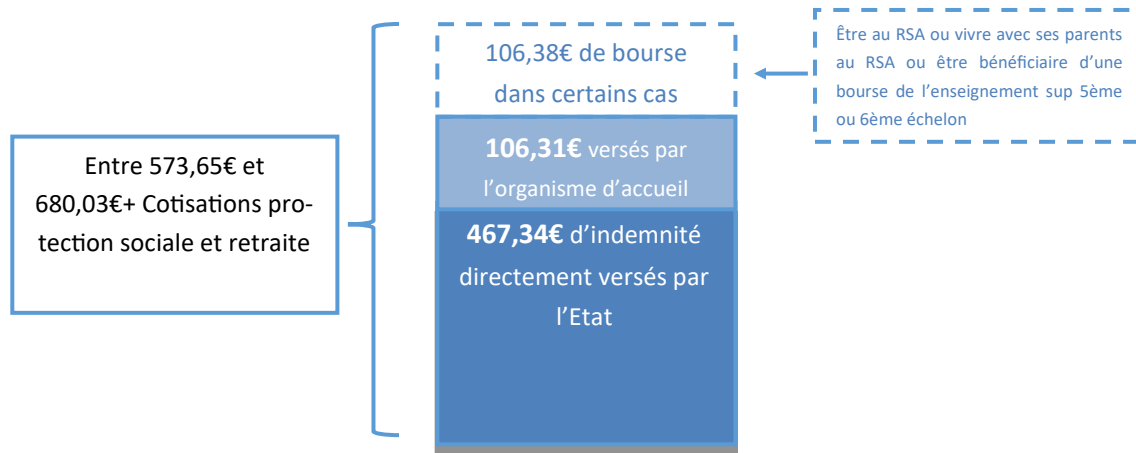 Entre 573,65€ et
680,03€+ Cotisations pro-
tection sociale et retraite
106,38€ de bourse
dans certains cas
106,31€ versés par
l’organisme d’accueil
467,34€ d’indemnité
directement versés par
l’Etat
Être au RSA ou vivre avec ses parents
au RSA ou être bénéficiaire d’une
bourse de l’enseignement sup 5ème
ou 6ème échelon